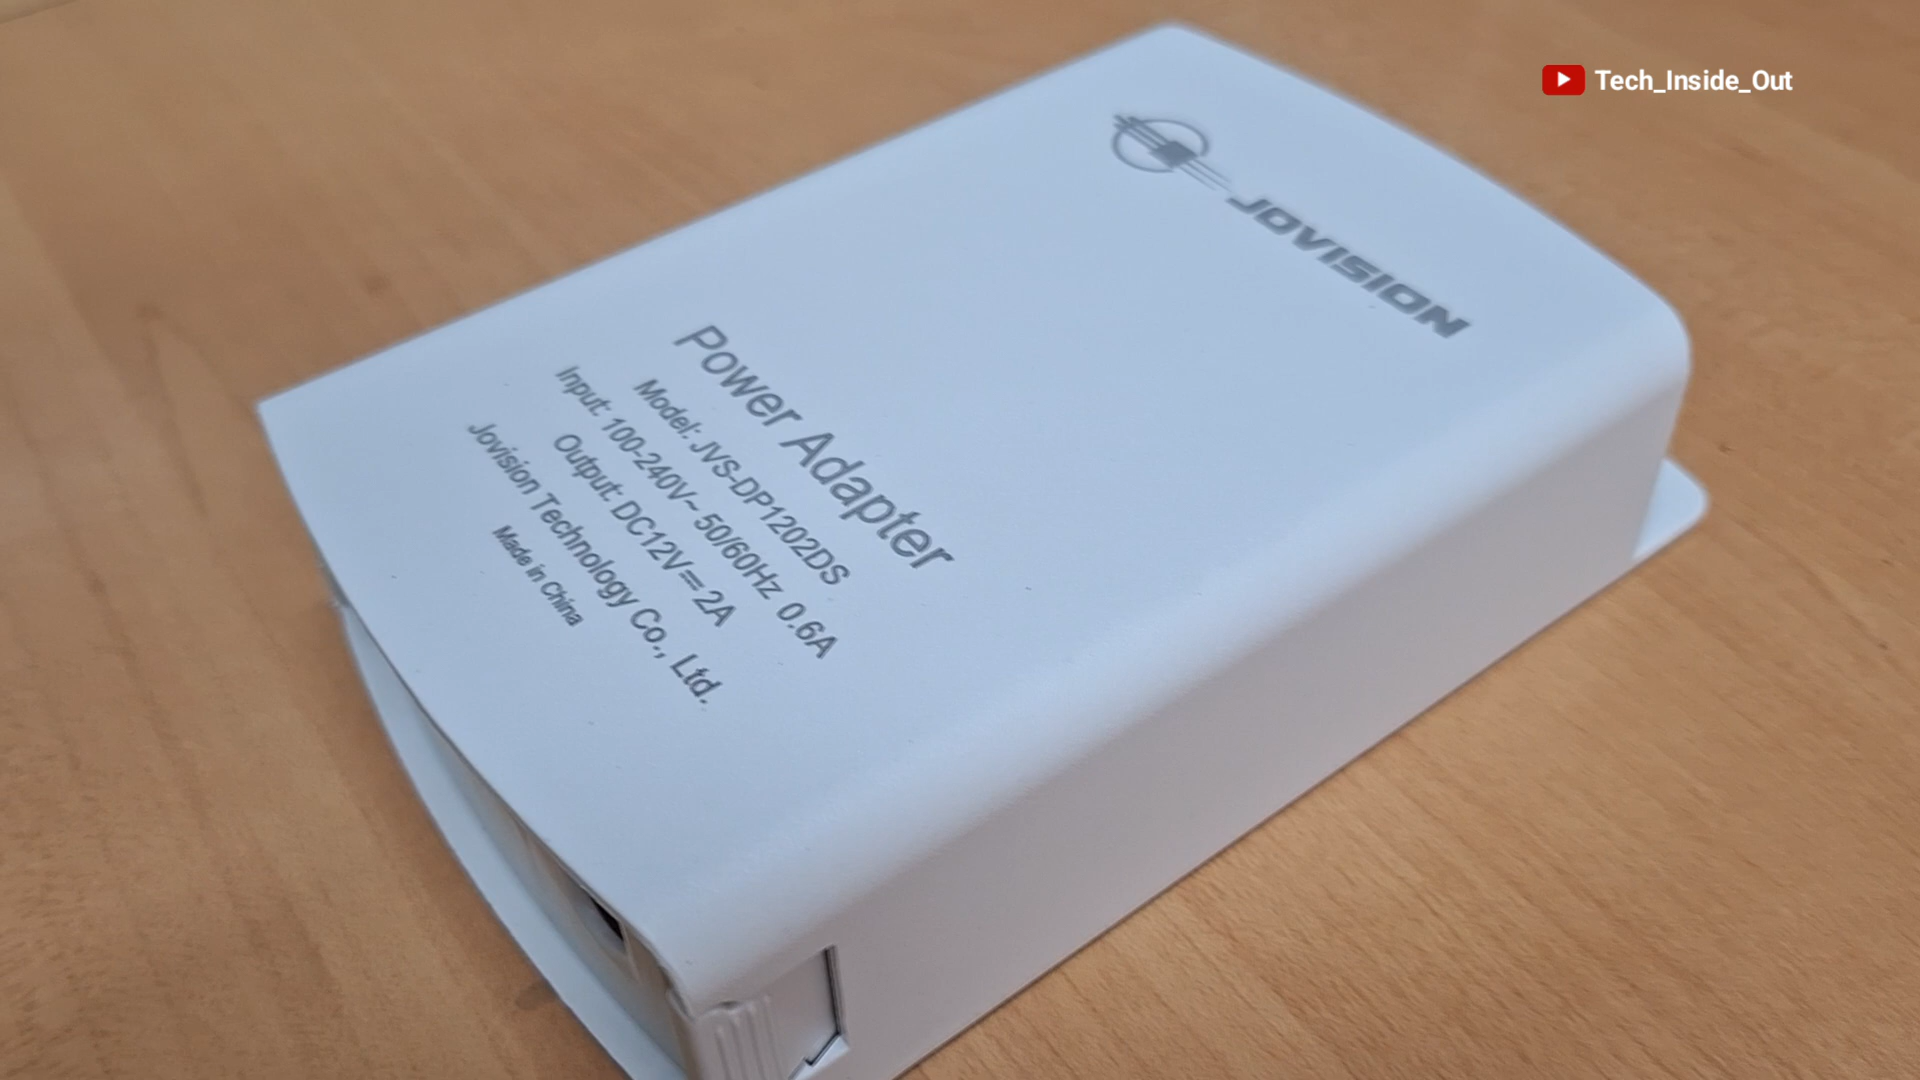 Tech_Inside_Out
JOVISION
Power Adapter
Model: JVS-DP1202DS
Input: 100-240V~ 50/60Hz 0.6A
Output: DC12V⎓2A
Jovision Technology Co., Ltd.
Made in China